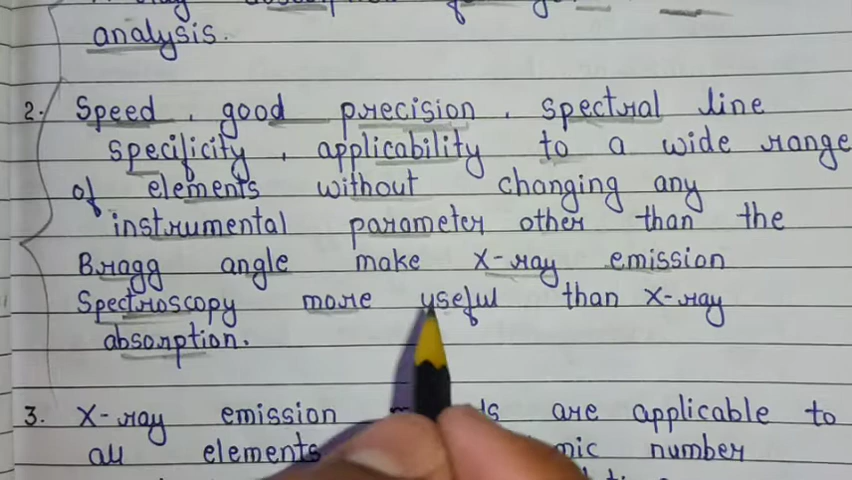 analysis.
2. Speed, good precision, spectral line
specificity, applicability to a wide range
of elements without changing any
instrumental parameter other than the
Bragg angle make X-ray emission
Spectroscopy more useful than X-ray
absorption.
3. X-ray emission are applicable to
all elements number